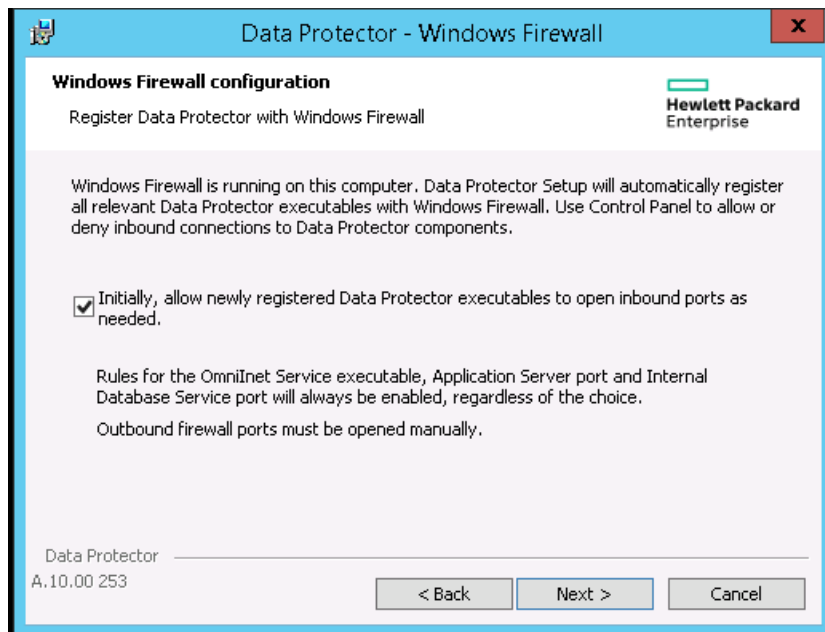 Data Protector - Windows Firewall
x
Windows Firewall configuration
Register Data Protector with Windows Firewall
Hewlett Packard
Enterprise
Windows Firewall is running on this computer. Data Protector Setup will automatically register
all relevant Data Protector executables with Windows Firewall. Use Control Panel to allow or
deny inbound connections to Data Protector components.
Initially, allow newly registered Data Protector executables to open inbound ports as
needed.
Rules for the OmniInet Service executable, Application Server port and Internal
Database Service port will always be enabled, regardless of the choice.
Outbound firewall ports must be opened manually.
Data Protector
A.10.00 253
< Back
Next >
Cancel